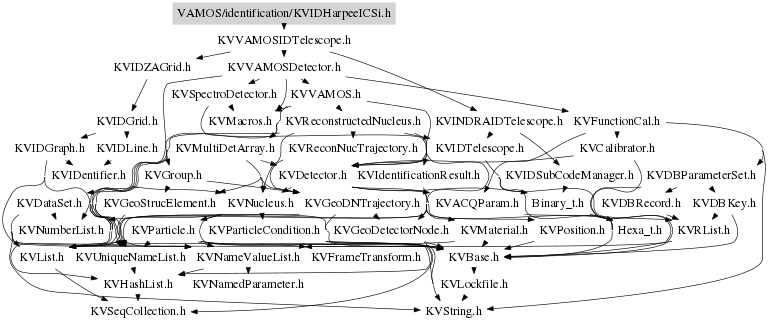 VAMOS/identification/KVIDHarpeeICSi.h
KVVAMOSIDTelescope.h
KVIDZAGrid.h KVVAMOSDetector.h
KVSpectroDetector.h KVVAMOS.h
KVIDGrid.h KVMacros.h KVReconstructedNucleus.h KVINDRAIDTelescope.h KVFunctionCal.h
KVIDGraph.h KVIDLine.h KVMultiDetArray.h KVReconNucTrajectory.h KVIDTelescope.h KVCalibrator.h
KVIDentifier.h KVGroup.h KVDetector.h KVIdentificationResult.h KVIDSubCodeManager.h KVDBParameterSet.h
KVDataSet.h KVGeoStrucElement.h KVNucleus.h KVGeoDNTrajectory.h KVACQParam.h Binary_t.h KVDBRecord.h KVDBKey.h
KVNumberList.h KVParticle.h KVParticleCondition.h KVGeoDetectorNode.h KVMaterial.h KVPosition.h Hexa_t.h KVRList.h
KVList.h KVUniqueNameList.h KVNameValueList.h KVFrameTransform.h KVBase.h
KVHashList.h KVNamedParameter.h KVLockfile.h
KVSeqCollection.h KVString.h